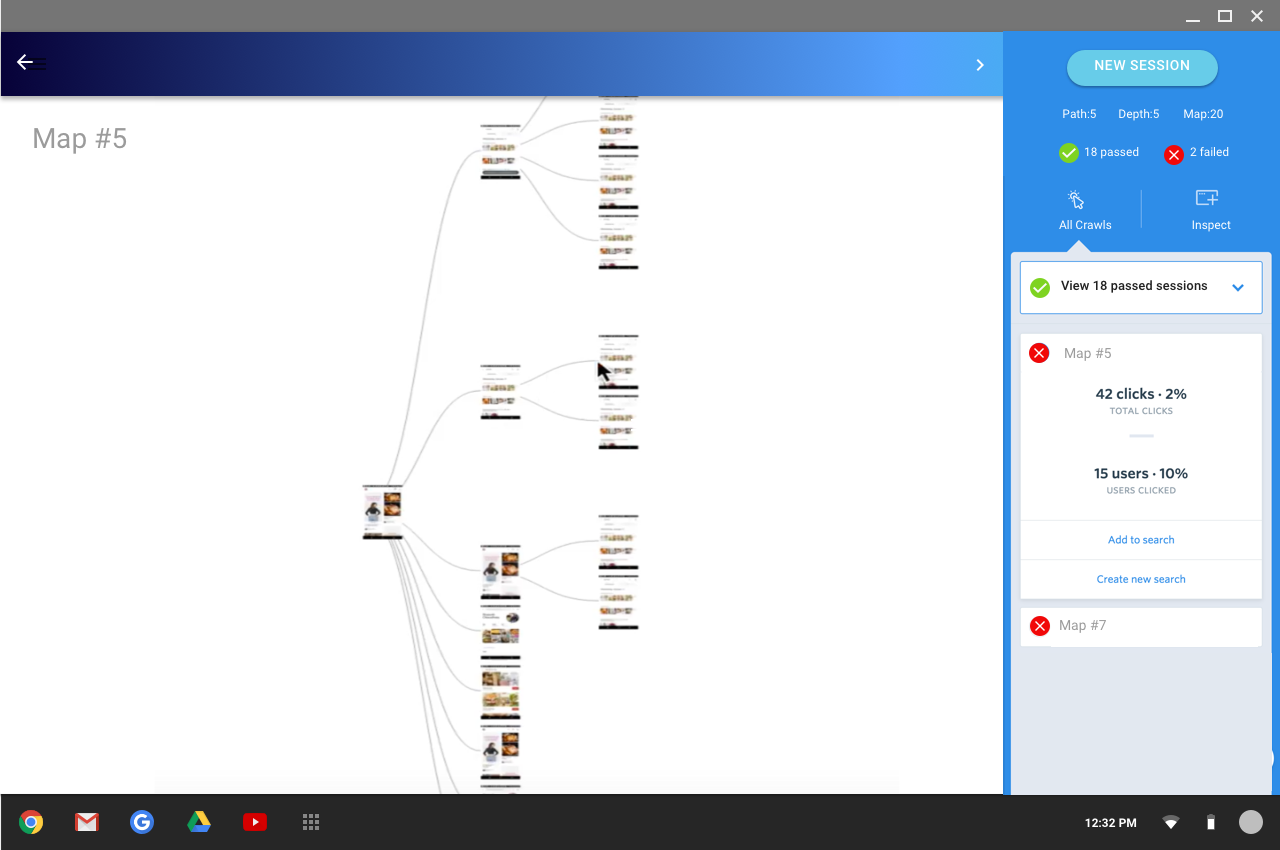 Map #5
NEW SESSION
Path:5 Depth:5 Map:20
18 passed 2 failed
All Crawls Inspect
View 18 passed sessions
Map #5
42 clicks · 2%
TOTAL CLICKS
15 users · 10%
USERS CLICKED
Add to search
Create new search
Map #7
12:32 PM